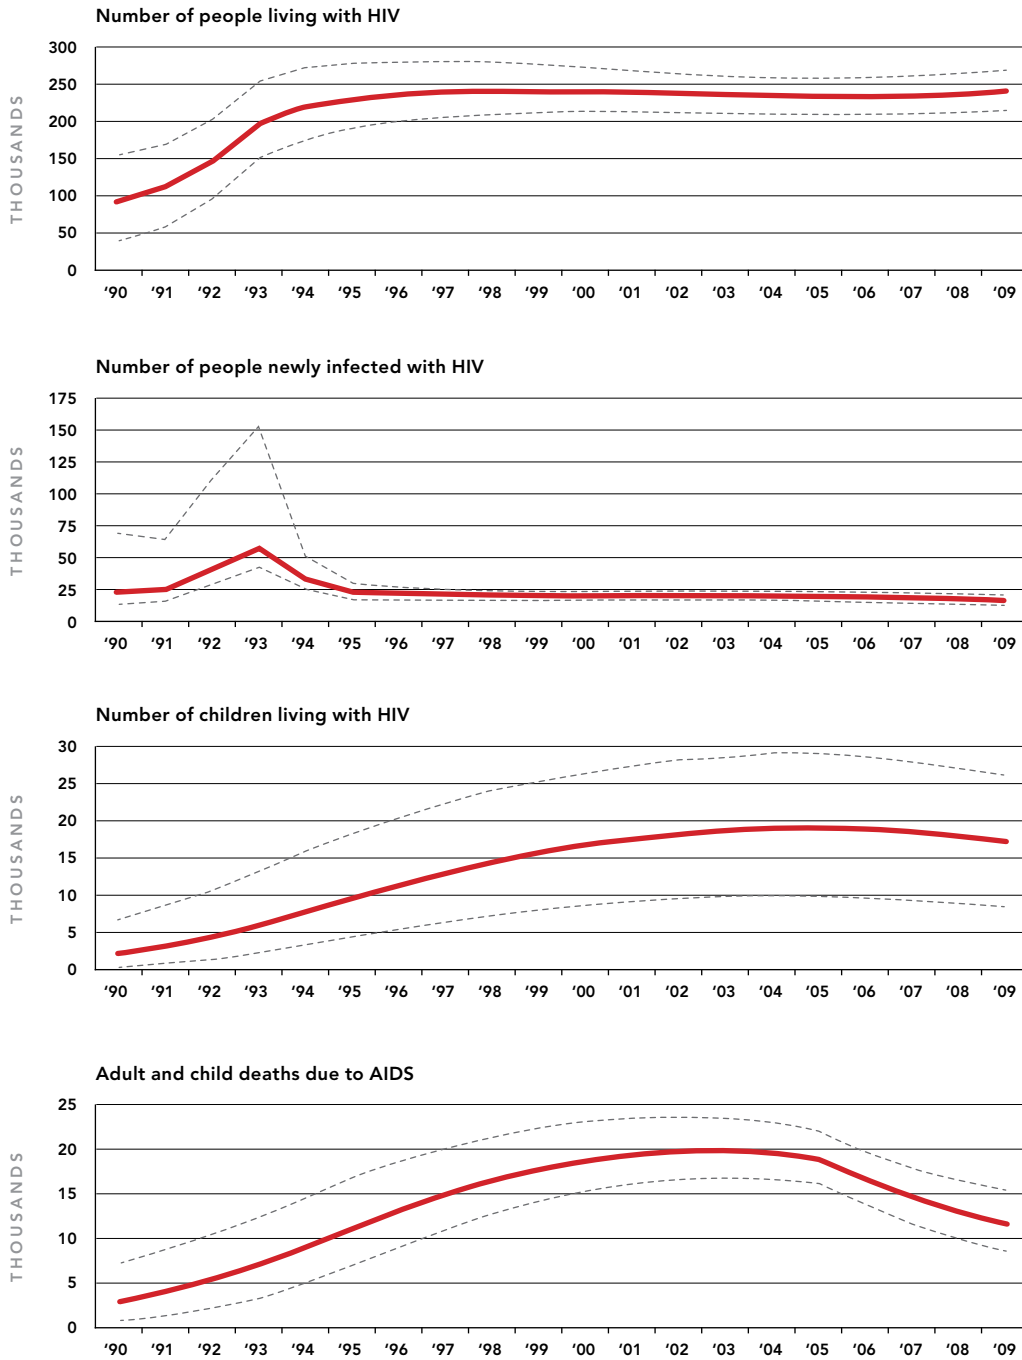 Number of people living with HIV
300
250
200
150
100
50
0
THOUSANDS
‘90 ‘91 ‘92 ‘93 ‘94 ‘95 ‘96 ‘97 ‘98 ‘99 ‘00 ‘01 ‘02 ‘03 ‘04 ‘05 ‘06 ‘07 ‘08 ‘09
Number of people newly infected with HIV
175
150
125
100
75
50
25
0
THOUSANDS
‘90 ‘91 ‘92 ‘93 ‘94 ‘95 ‘96 ‘97 ‘98 ‘99 ‘00 ‘01 ‘02 ‘03 ‘04 ‘05 ‘06 ‘07 ‘08 ‘09
Number of children living with HIV
30
25
20
15
10
5
0
THOUSANDS
‘90 ‘91 ‘92 ‘93 ‘94 ‘95 ‘96 ‘97 ‘98 ‘99 ‘00 ‘01 ‘02 ‘03 ‘04 ‘05 ‘06 ‘07 ‘08 ‘09
Adult and child deaths due to AIDS
25
20
15
10
5
0
THOUSANDS
‘90 ‘91 ‘92 ‘93 ‘94 ‘95 ‘96 ‘97 ‘98 ‘99 ‘00 ‘01 ‘02 ‘03 ‘04 ‘05 ‘06 ‘07 ‘08 ‘09